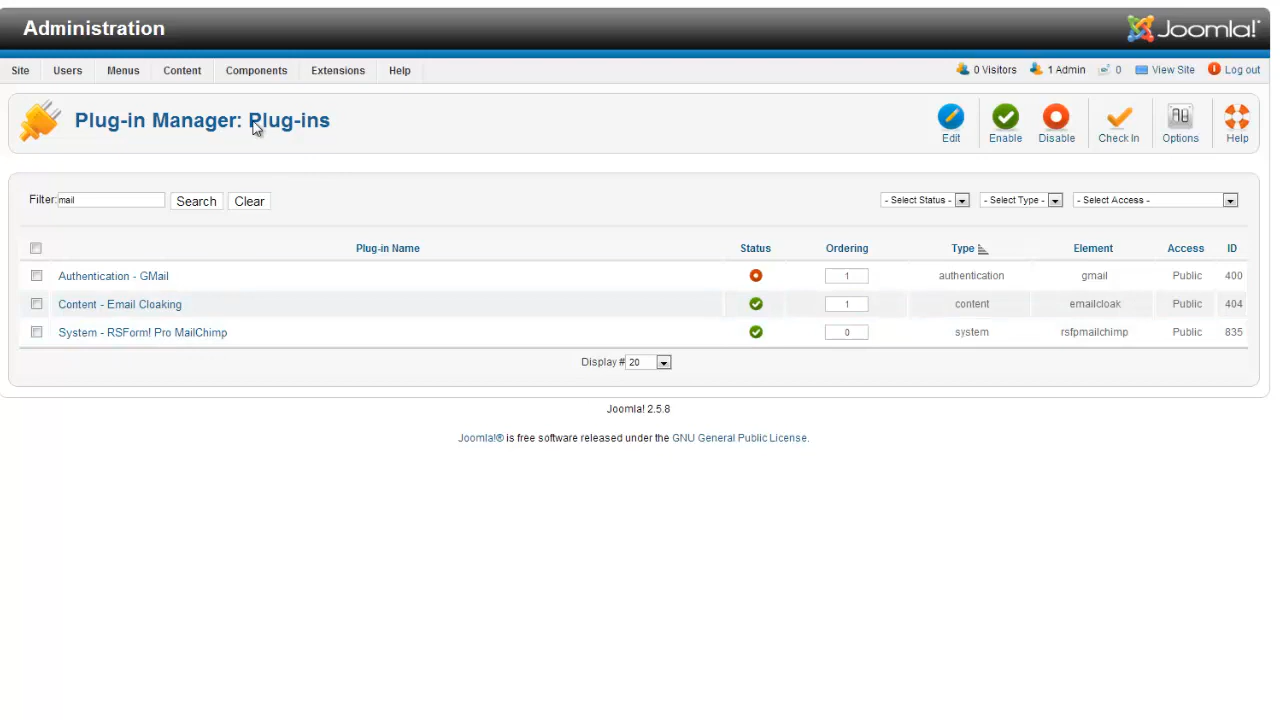 Administration Joomla!
Site Users Menus Content Components Extensions Help 0 Visitors 1 Admin 0 View Site Log out
Plug-in Manager: Plug-ins Edit Enable Disable Check In Options Help
Filter: mail Search Clear - Select Status - - Select Type - - Select Access -
Plug-in Name Status Ordering Type Element Access ID
Authentication - GMail 1 authentication gmail Public 400
Content - Email Cloaking 1 content emailcloak Public 404
System - RSForm! Pro MailChimp 0 system rsfpmailchimp Public 835
Display # 20
Joomla! 2.5.8
Joomla!® is free software released under the GNU General Public License.